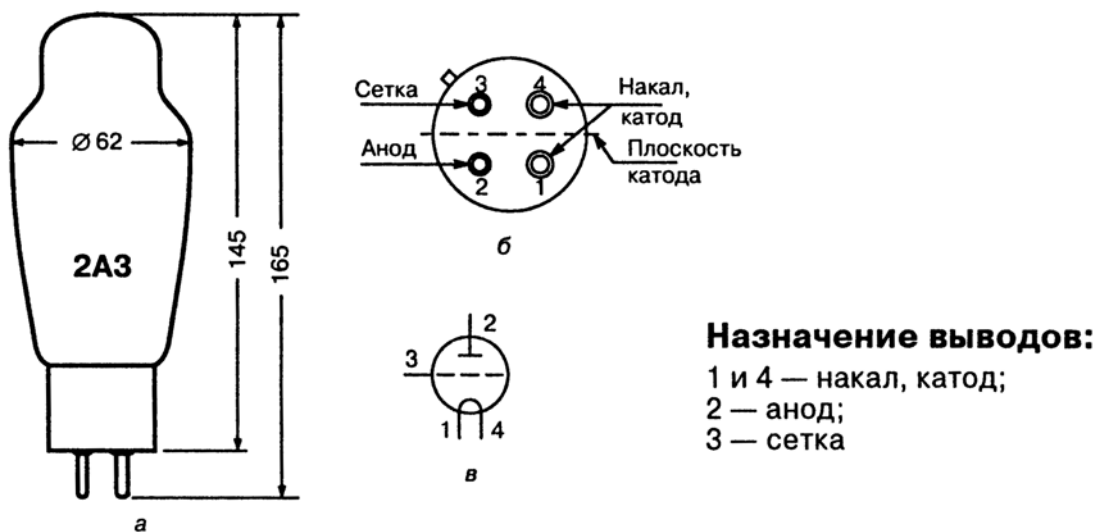 Ø 62
2А3
145
165
а
Сетка
3
4
Накал,
катод
Анод
2
1
Плоскость
катода
б
2
3
1
4
в
Назначение выводов:
1 и 4 — накал, катод;
2 — анод;
3 — сетка